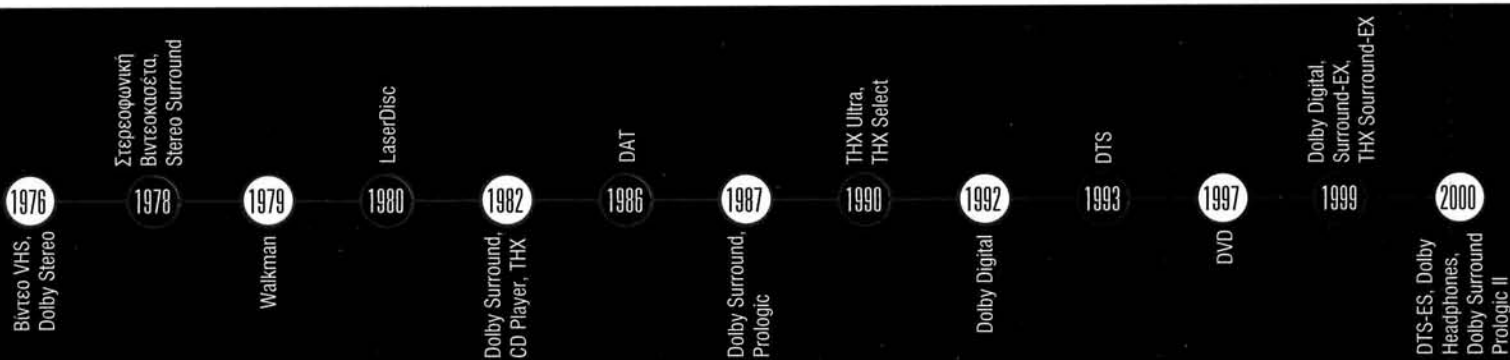 1976
Βίντεο VHS,
Dolby Stereo
Στερεοφωνική
Βιντεοκασέτα,
Stereo Surround
1978
1979
Walkman
LaserDisc
1980
1982
Dolby Surround,
CD Player, THX
DAT
1986
1987
Dolby Surround,
Prologic
THX Ultra,
THX Select
1990
1992
Dolby Digital
DTS
1993
1997
DVD
Dolby Digital,
Surround-EX,
THX Sourround-EX
1999
2000
DTS-ES, Dolby
Headphones,
Dolby Surround
Prologic II